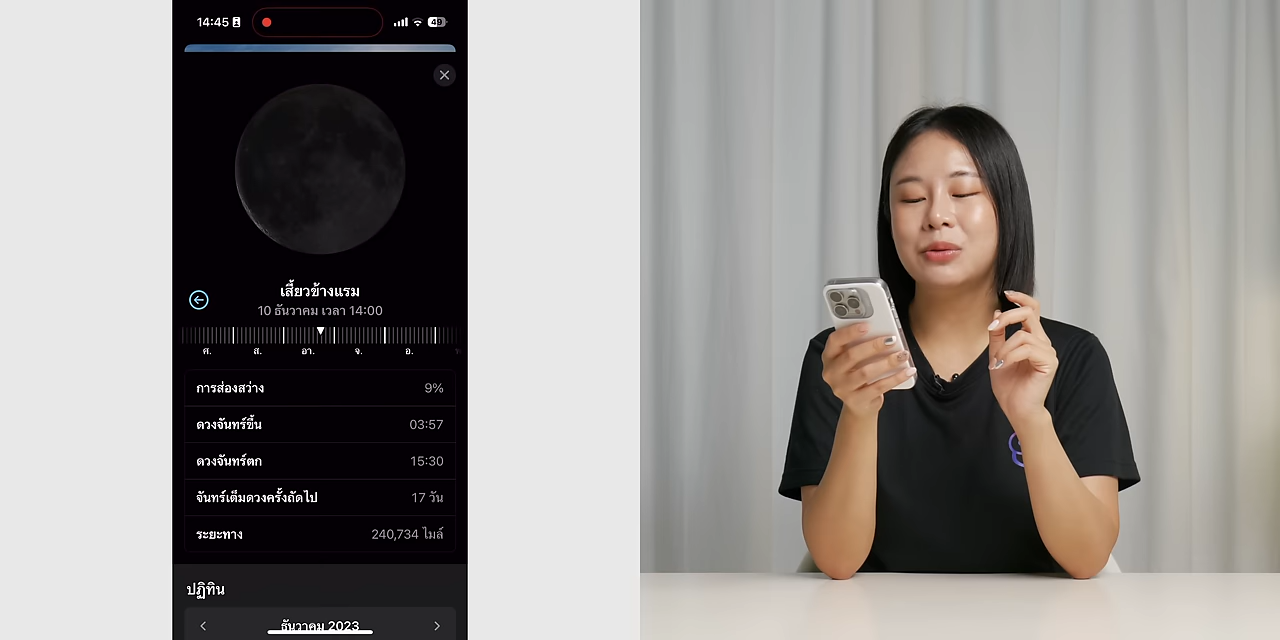 14:45
49
เสี้ยวข้างแรม
10 ธันวาคม เวลา 14:00
ศ. ส. อา. จ. อ.
การส่องสว่าง 9%
ดวงจันทร์ขึ้น 03:57
ดวงจันทร์ตก 15:30
จันทร์เต็มดวงครั้งถัดไป 17 วัน
ระยะทาง 240,734 ไมล์
ปฏิทิน
ธันวาคม 2023